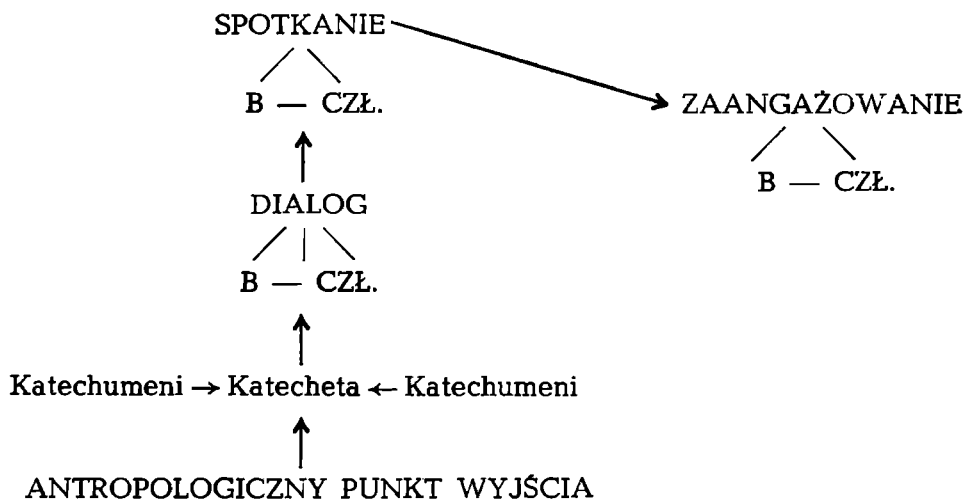 SPOTKANIE
B — CZŁ.
ZAANGAŻOWANIE
B — CZŁ.
DIALOG
B — CZŁ.
Katechumeni → Katecheta ← Katechumeni
ANTROPOLOGICZNY PUNKT WYJŚCIA